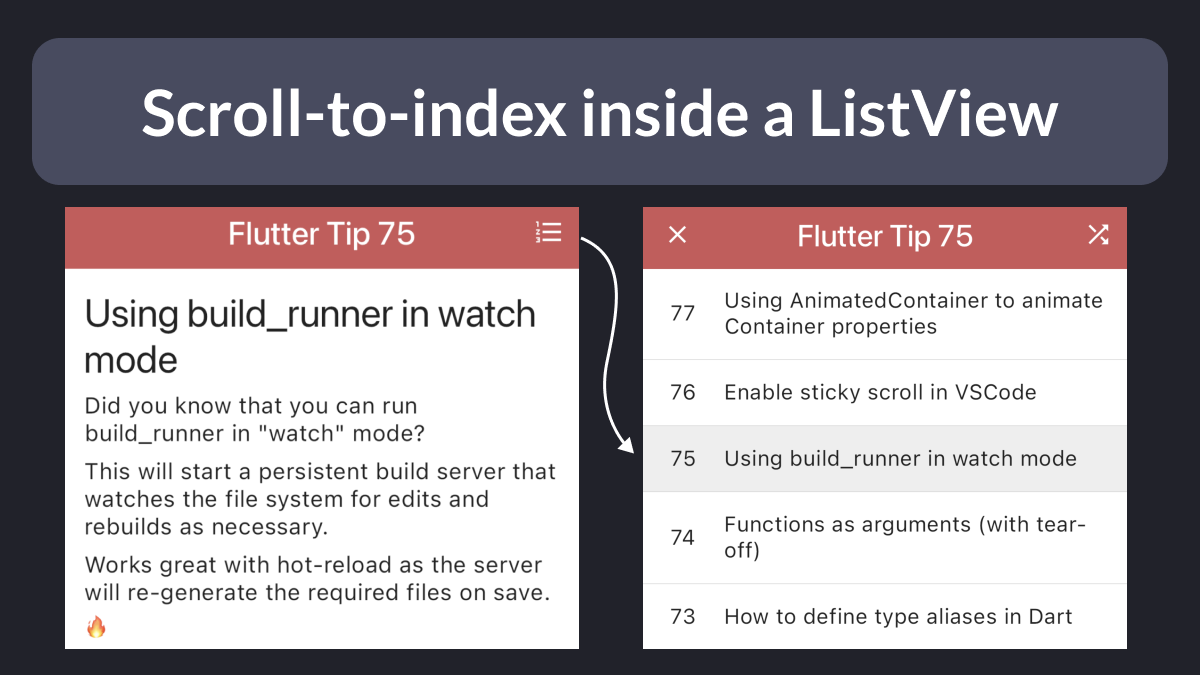 Scroll-to-index inside a ListView
Flutter Tip 75
Using build_runner in watch
mode
Did you know that you can run
build_runner in "watch" mode?
This will start a persistent build server that
watches the file system for edits and
rebuilds as necessary.
Works great with hot-reload as the server
will re-generate the required files on save.
🔥
Flutter Tip 75
77 Using AnimatedContainer to animate
Container properties
76 Enable sticky scroll in VSCode
75 Using build_runner in watch mode
74 Functions as arguments (with tear-
off)
73 How to define type aliases in Dart